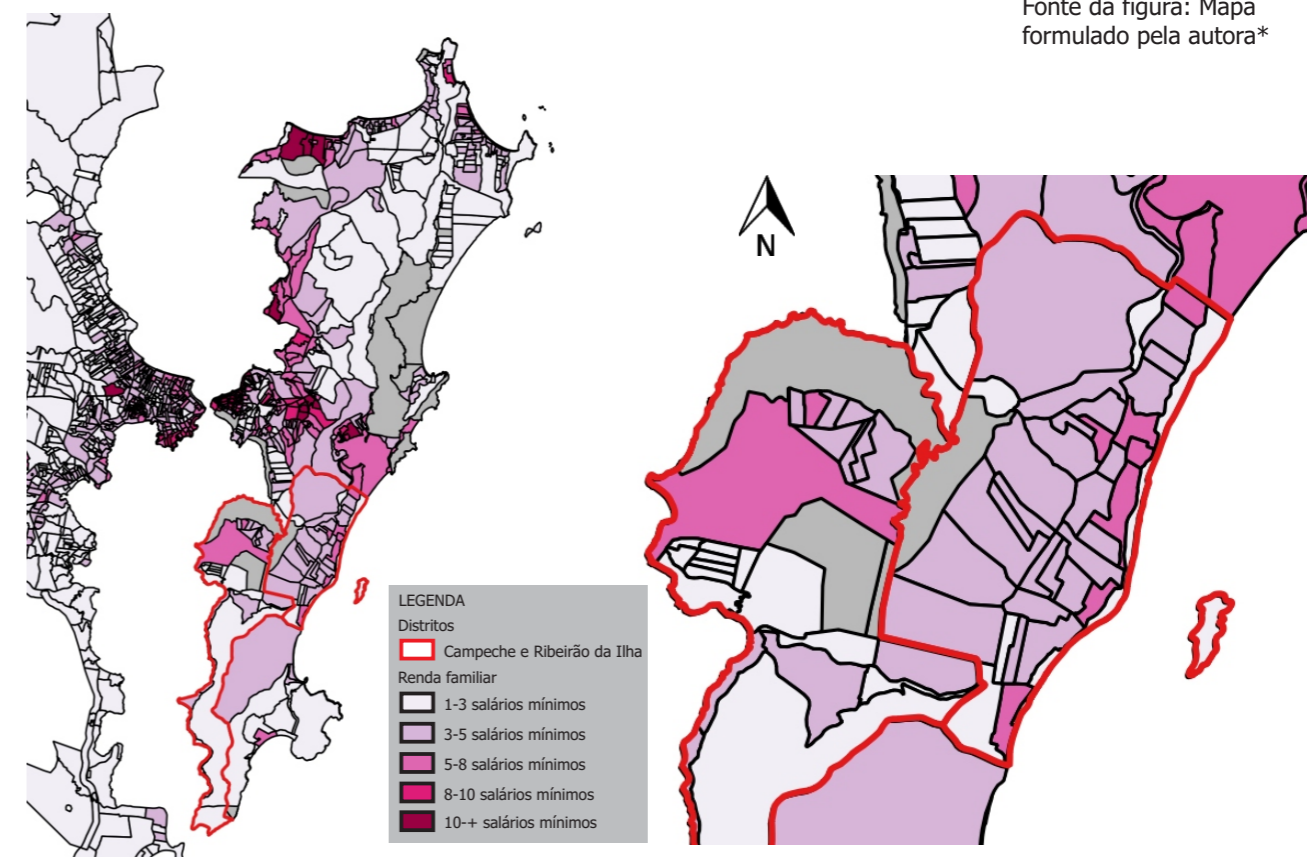 Fonte da figura: Mapa
formulado pela autora*
N
LEGENDA
Distritos
Campeche e Ribeirão da Ilha
Renda familiar
1-3 salários mínimos
3-5 salários mínimos
5-8 salários mínimos
8-10 salários mínimos
10-+ salários mínimos